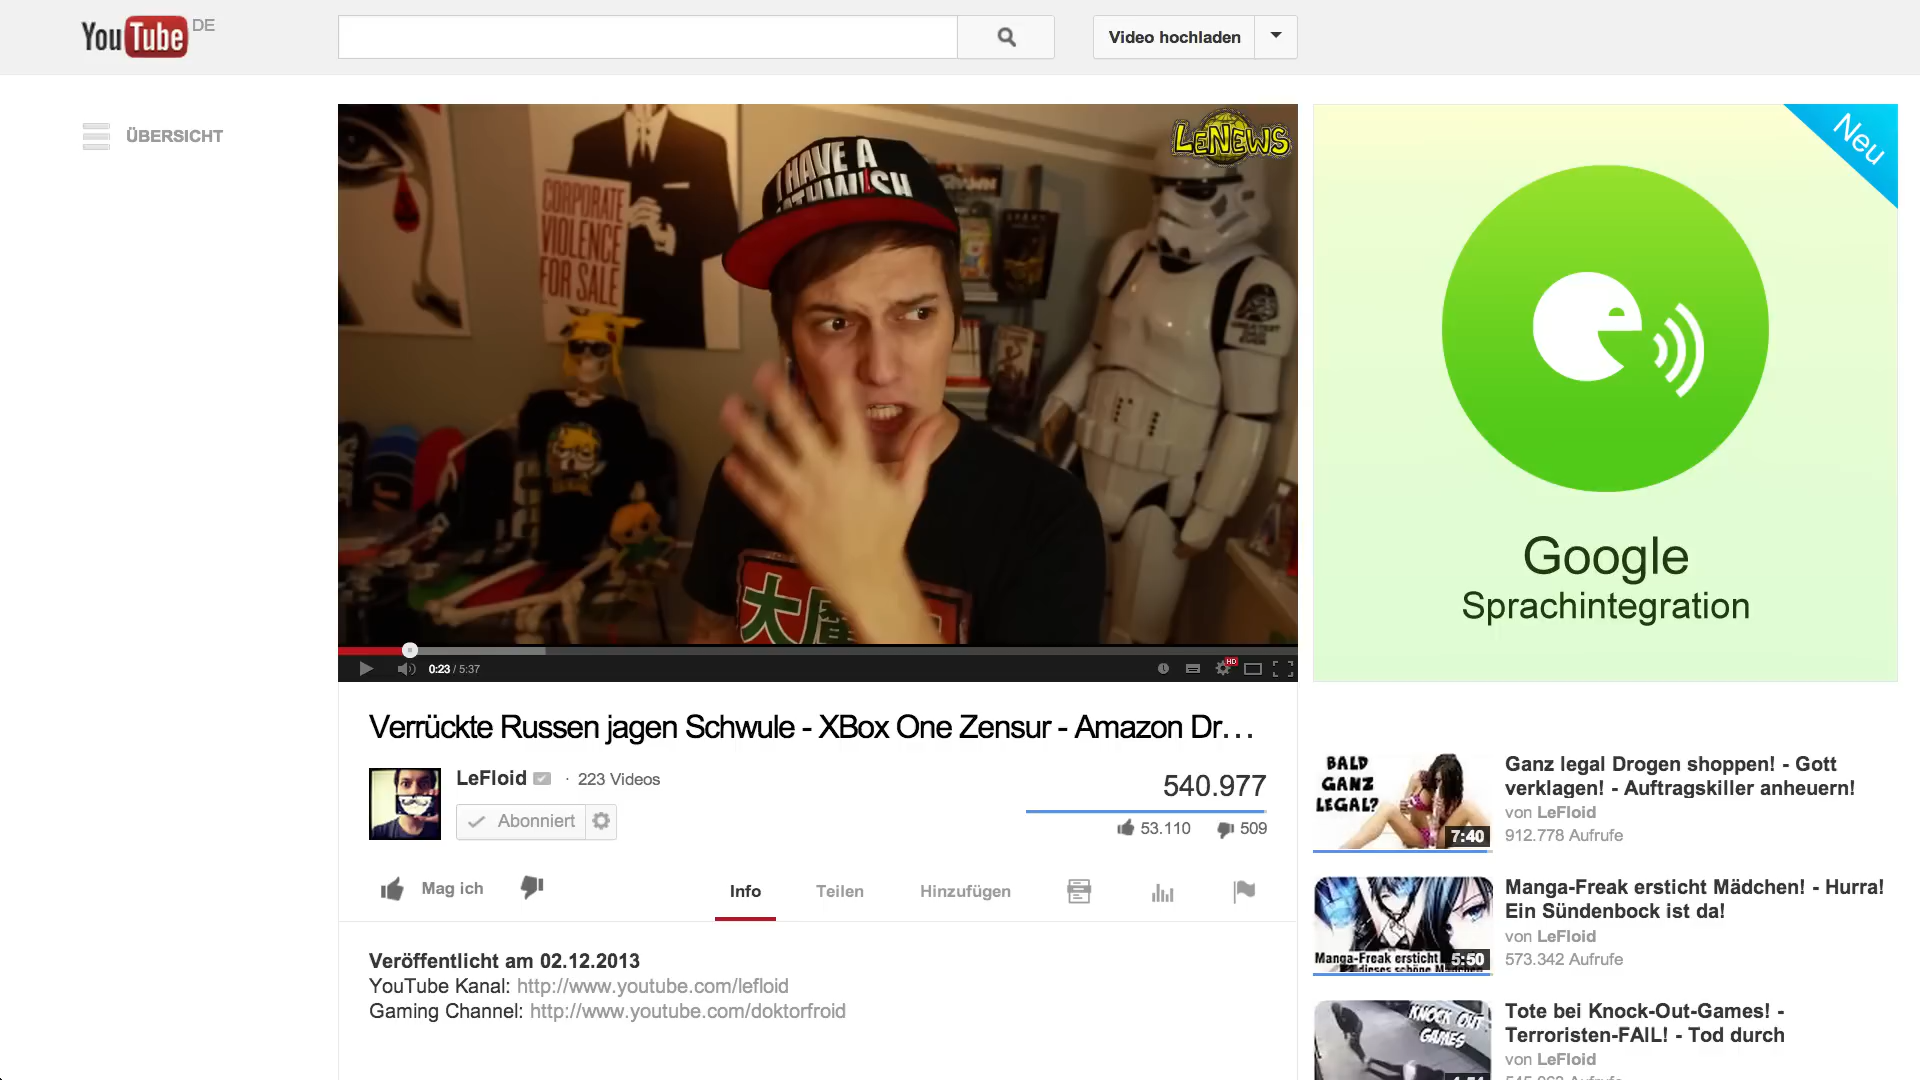 YouTube DE
Video hochladen
ÜBERSICHT
LENEWS
I HAVE A
CORPORATE
VIOLENCE
FOR SALE
Neu
Google
Sprachintegration
HD
0:23 / 5:37
Verrückte Russen jagen Schwule - XBox One Zensur - Amazon Dr...
LeFloid · 223 Videos
Abonniert
540.977
53.110 509
Mag ich
Info Teilen Hinzufügen
Veröffentlicht am 02.12.2013
YouTube Kanal: http://www.youtube.com/lefloid
Gaming Channel: http://www.youtube.com/doktorfroid
BALD
GANZ
LEGAL?
7:40
Ganz legal Drogen shoppen! - Gott
verklagen! - Auftragskiller anheuern!
von LeFloid
912.778 Aufrufe
Manga-Freak ersticht
5:50
Manga-Freak ersticht Mädchen! - Hurra!
Ein Sündenbock ist da!
von LeFloid
573.342 Aufrufe
KNOCK OUT
GAMES
Tote bei Knock-Out-Games! -
Terroristen-FAIL! - Tod durch
von LeFloid